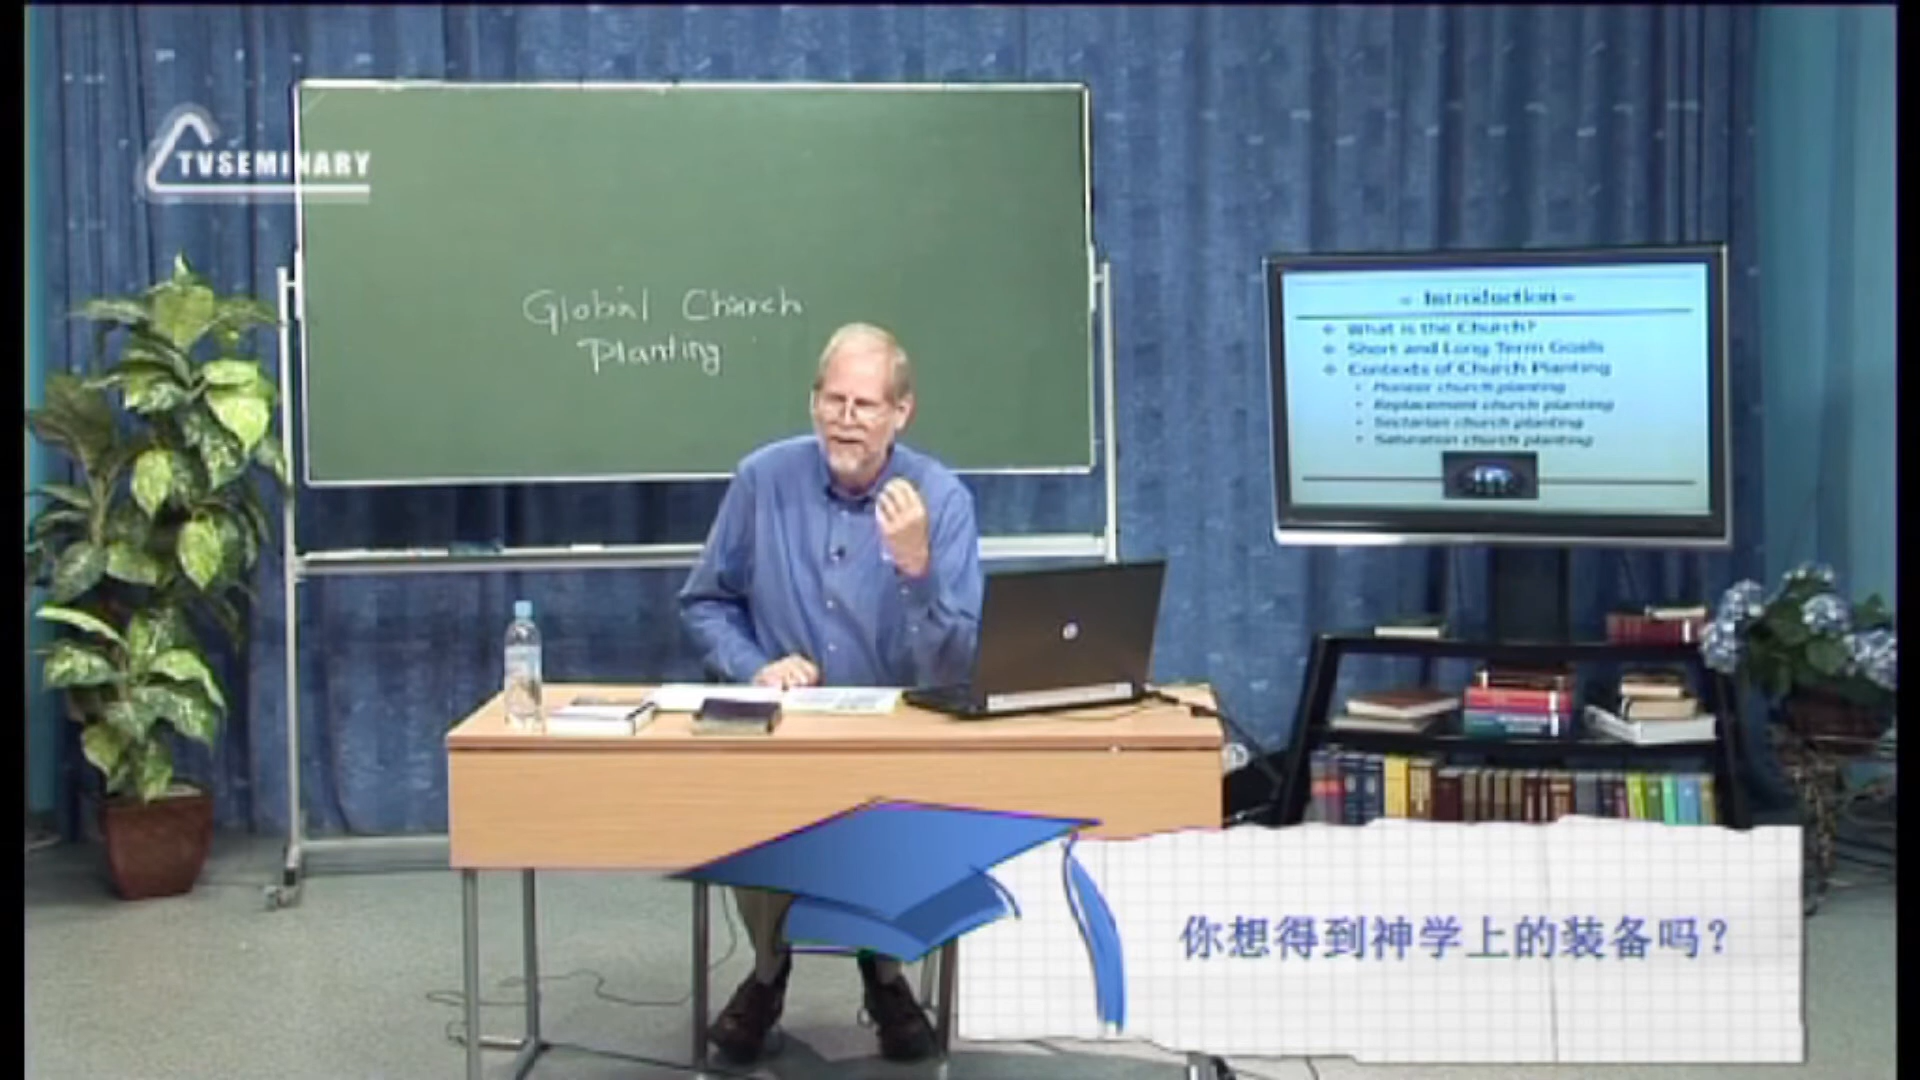 TVSEMINARY
Global Church
Planting
- Introduction -
What is the Church?
Short and Long Term Goals
Contexts of Church Planting
Pioneer church planting
Replacement church planting
Sectarian church planting
Saturation church planting
你想得到神学上的装备吗?